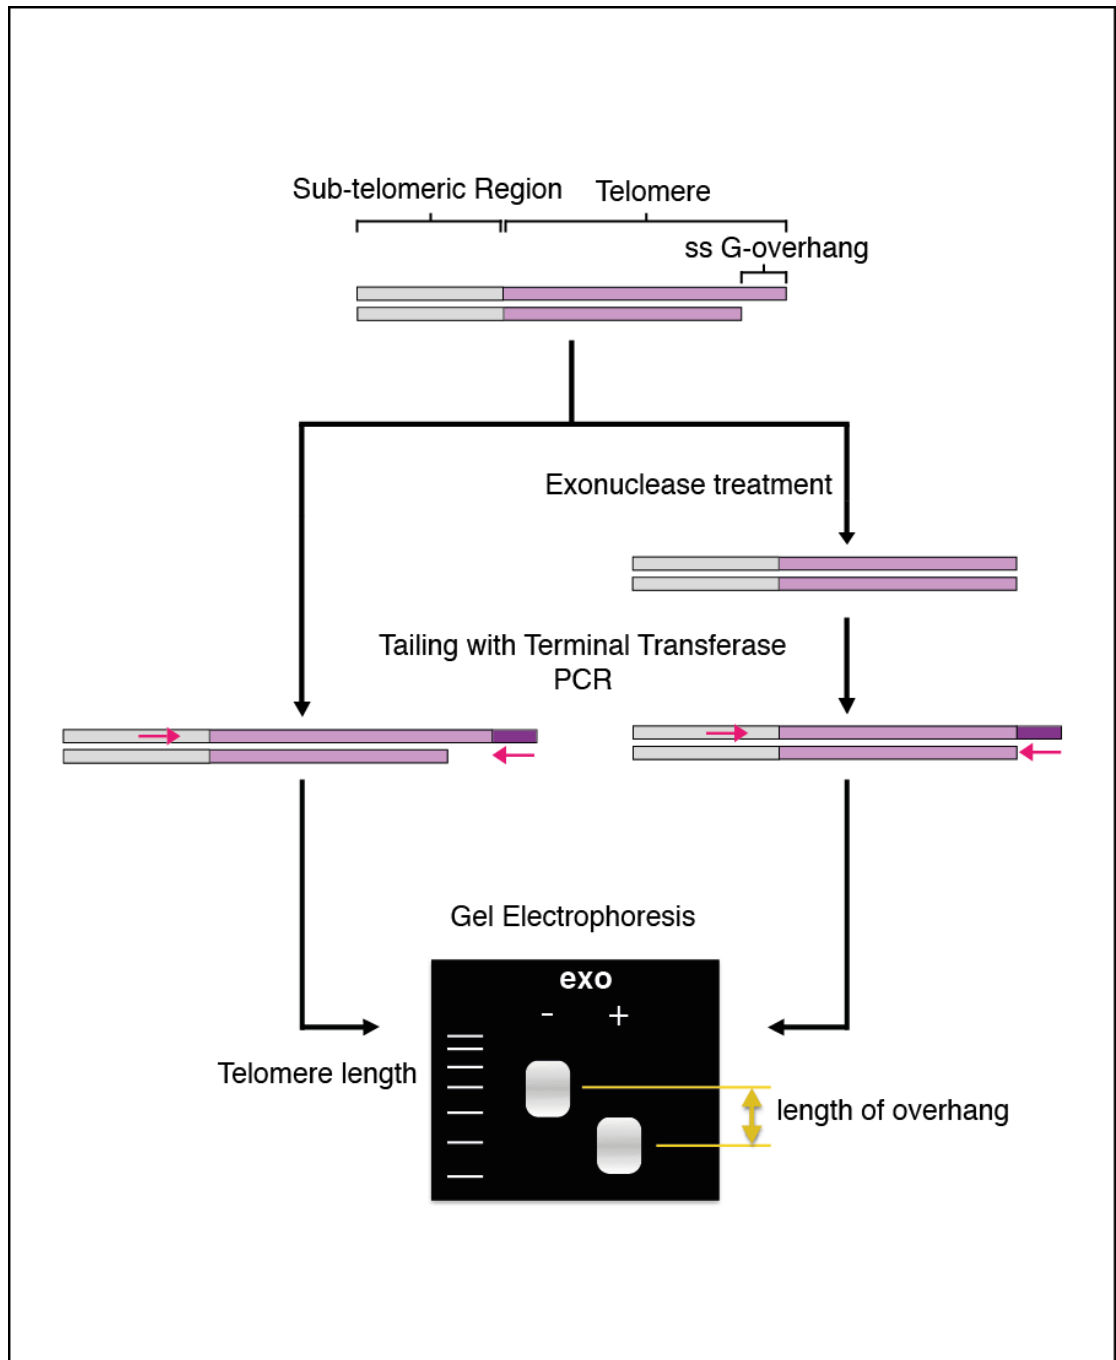 Sub-telomeric Region
Telomere
ss G-overhang
Exonuclease treatment
Tailing with Terminal Transferase
PCR
Gel Electrophoresis
exo
- +
Telomere length
length of overhang